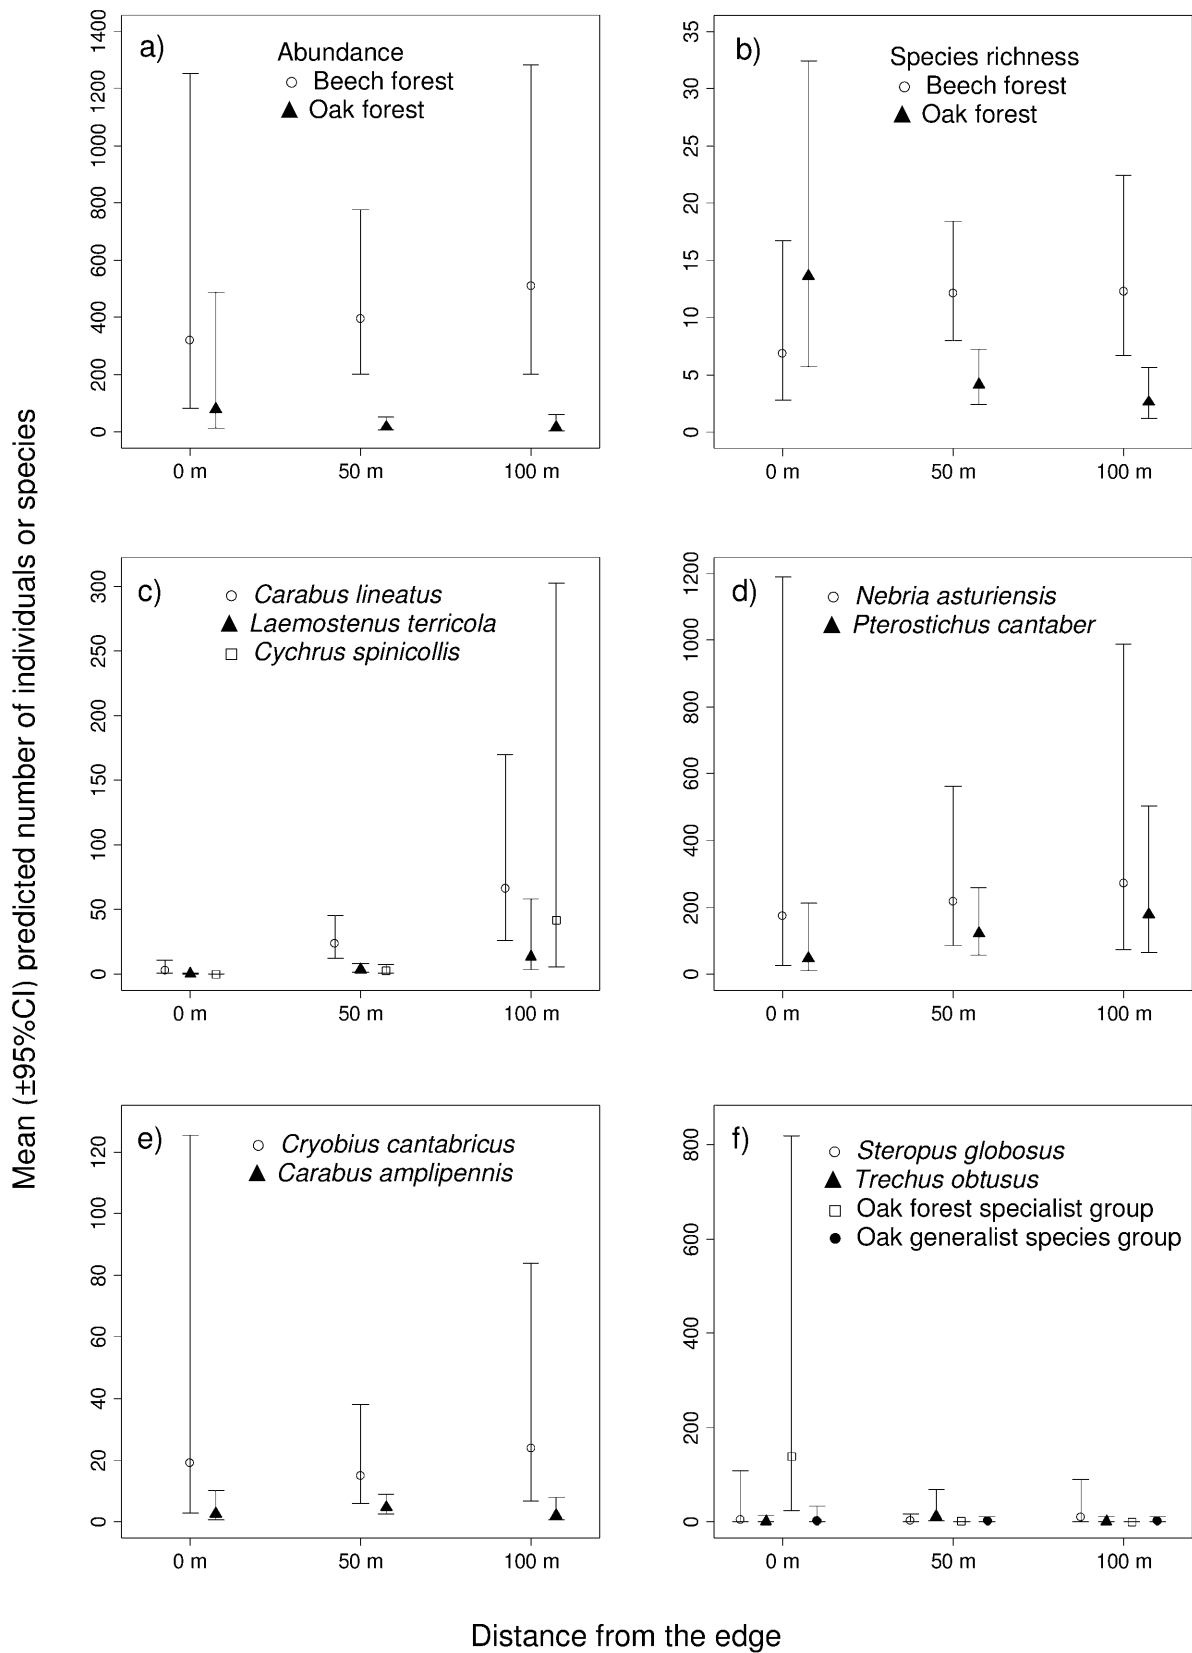 Mean (±95%CI) predicted number of individuals or species
a)
Abundance
Beech forest
Oak forest
1400
1200
1000
800
600
400
200
0
0 m 50 m 100 m
b)
Species richness
Beech forest
Oak forest
35
30
25
20
15
10
5
0
0 m 50 m 100 m
c)
Carabus lineatus
Laemostenus terricola
Cychrus spinicollis
300
250
200
150
100
50
0
0 m 50 m 100 m
d)
Nebria asturiensis
Pterostichus cantaber
1200
1000
800
600
400
200
0
0 m 50 m 100 m
e)
Cryobius cantabricus
Carabus amplipennis
120
100
80
60
40
20
0
0 m 50 m 100 m
f)
Steropus globosus
Trechus obtusus
Oak forest specialist group
Oak generalist species group
800
600
400
200
0
0 m 50 m 100 m
Distance from the edge